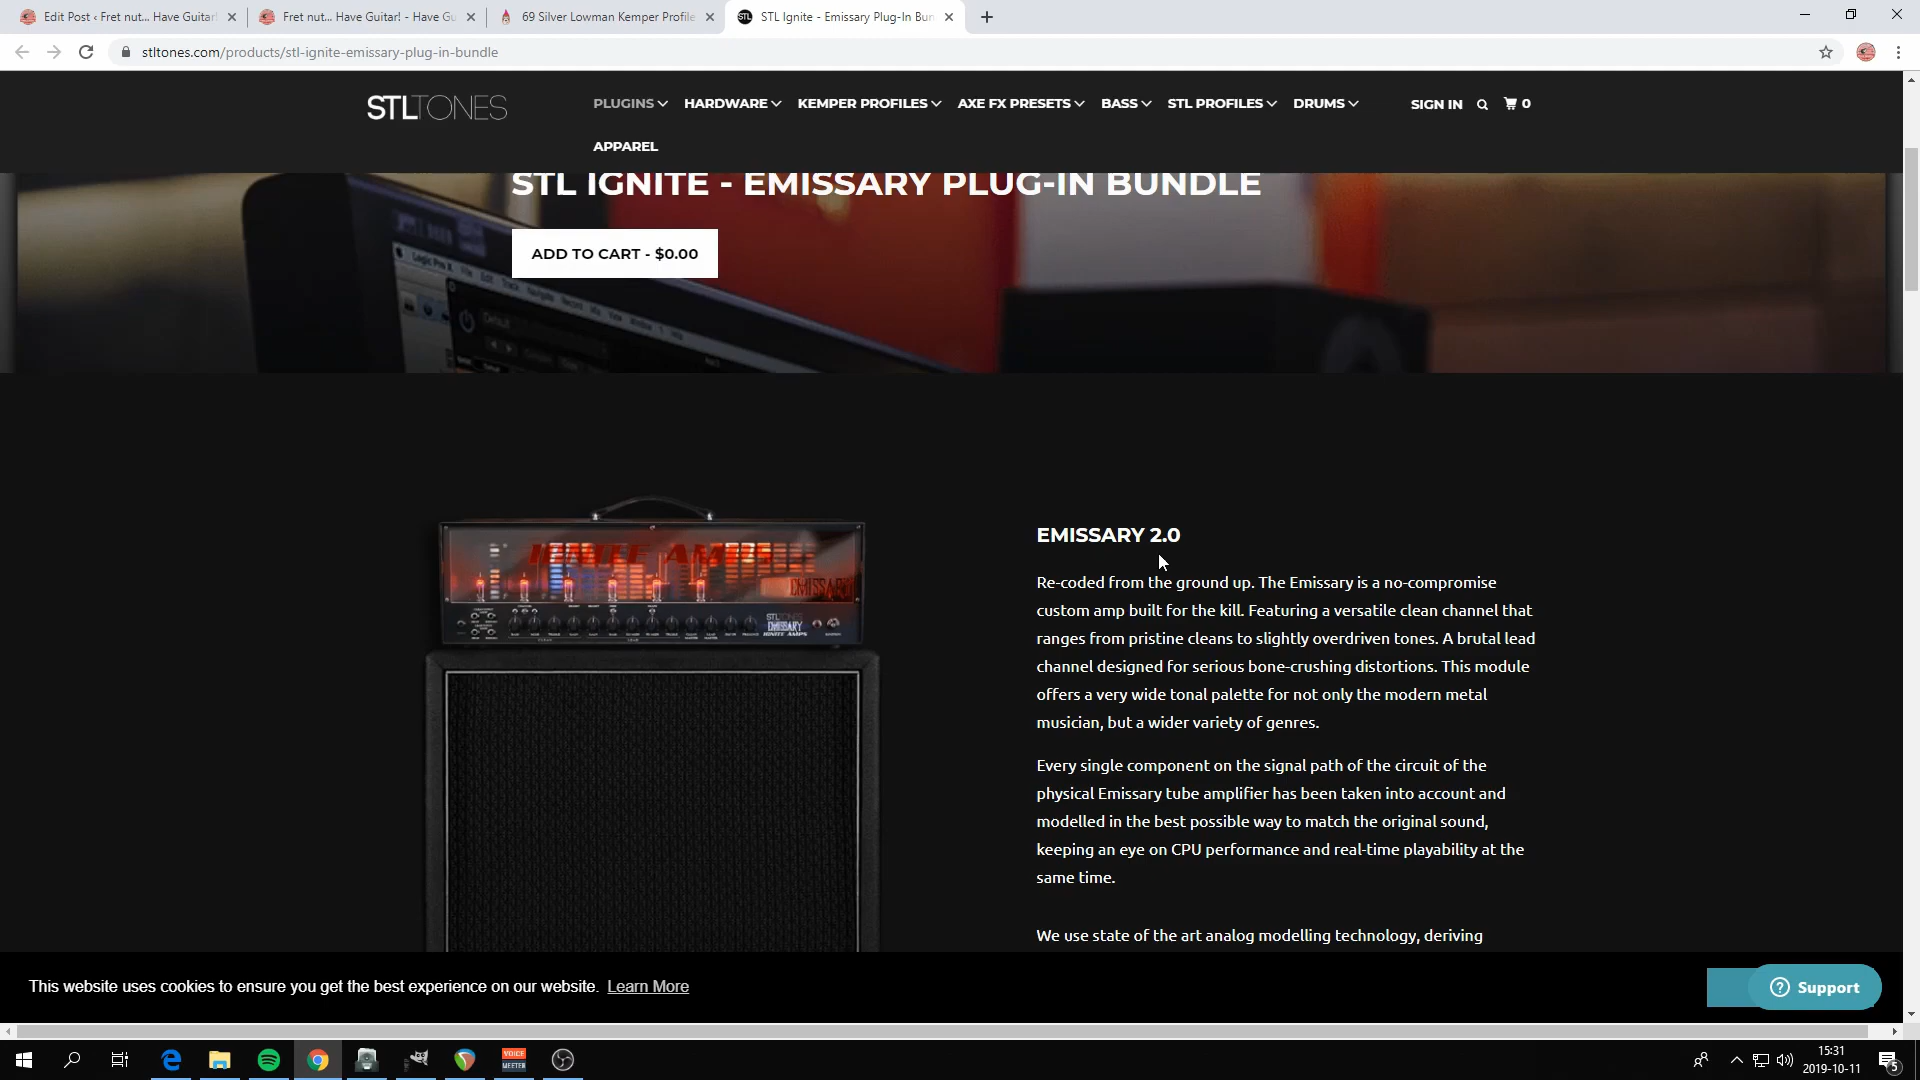 Edit Post ‹ Fret nut... Have Guitar!
Fret nut... Have Guitar! - Have Gu
69 Silver Lowman Kemper Profile
STL Ignite - Emissary Plug-In Bun
stltones.com/products/stl-ignite-emissary-plug-in-bundle
STLTONES
PLUGINS
HARDWARE
KEMPER PROFILES
AXE FX PRESETS
BASS
STL PROFILES
DRUMS
SIGN IN
0
APPAREL
STL IGNITE - EMISSARY PLUG-IN BUNDLE
ADD TO CART - $0.00
IGNITE AMPS
EMISSARY
STLTONES
EMISSARY
IGNITE AMPS
EMISSARY 2.0
Re-coded from the ground up. The Emissary is a no-compromise
custom amp built for the kill. Featuring a versatile clean channel that
ranges from pristine cleans to slightly overdriven tones. A brutal lead
channel designed for serious bone-crushing distortions. This module
offers a very wide tonal palette for not only the modern metal
musician, but a wider variety of genres.
Every single component on the signal path of the circuit of the
physical Emissary tube amplifier has been taken into account and
modelled in the best possible way to match the original sound,
keeping an eye on CPU performance and real-time playability at the
same time.
We use state of the art analog modelling technology, deriving
This website uses cookies to ensure you get the best experience on our website. Learn More
Support
VOICE
MEETER
15:31
2019-10-11
5